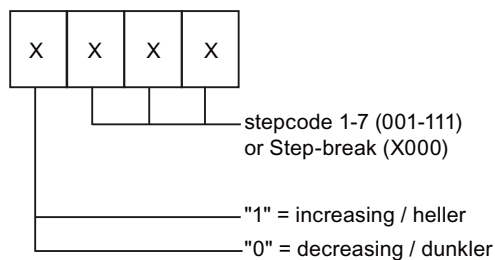 X X X X
stepcode 1-7 (001-111)
or Step-break (X000)
"1" = increasing / heller
"0" = decreasing / dunkler